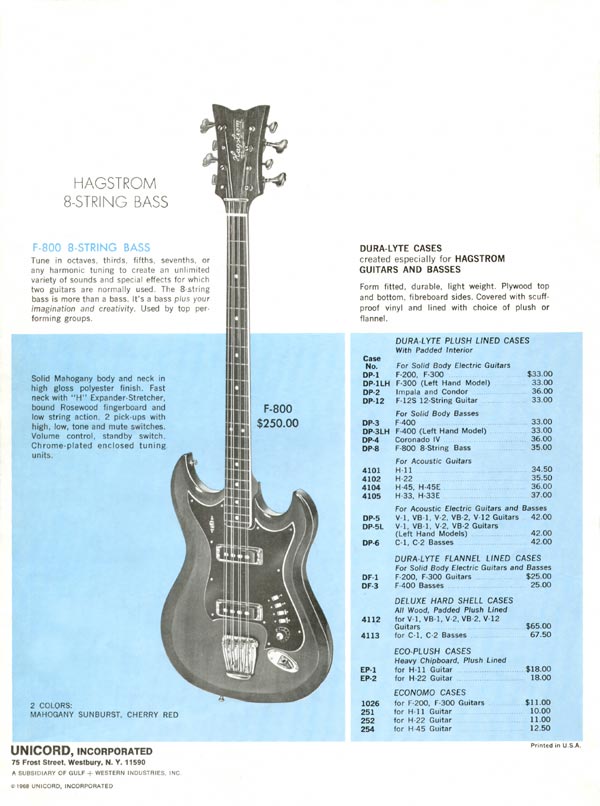 Hagstrom
HAGSTROM
8-STRING BASS
F-800 8-STRING BASS
Tune in octaves, thirds, fifths, sevenths, or
any harmonic tuning to create an unlimited
variety of sounds and special effects for which
two guitars are normally used. The 8-string
bass is more than a bass. It's a bass plus your
imagination and creativity. Used by top per-
forming groups.
Solid Mahogany body and neck in
high gloss polyester finish. Fast
neck with "H" Expander-Stretcher,
bound Rosewood fingerboard and
low string action. 2 pick-ups with
high, low, tone and mute switches.
Volume control, standby switch.
Chrome-plated enclosed tuning
units.
F-800
$250.00
2 COLORS:
MAHOGANY SUNBURST, CHERRY RED
DURA-LYTE CASES
created especially for HAGSTROM
GUITARS AND BASSES
Form fitted, durable, light weight. Plywood top
and bottom, fibreboard sides. Covered with scuff-
proof vinyl and lined with choice of plush or
flannel.
DURA-LYTE PLUSH LINED CASES
With Padded Interior
Case
No. For Solid Body Electric Guitars
DP-1 F-200, F-300 $33.00
DP-1LH F-300 (Left Hand Model) 33.00
DP-2 Impala and Condor 36.00
DP-12 F-12S 12-String Guitar 33.00
For Solid Body Basses
DP-3 F-400 33.00
DP-3LH F-400 (Left Hand Model) 33.00
DP-4 Coronado IV 36.00
DP-8 F-800 8-String Bass 35.00
For Acoustic Guitars
4101 H-11 34.50
4102 H-22 35.50
4104 H-45, H-45E 36.00
4105 H-33, H-33E 37.00
For Acoustic Electric Guitars and Basses
DP-5 V-1, VB-1, V-2, VB-2, V-12 Guitars 42.00
DP-5L V-1, VB-1, V-2, VB-2 Guitars
(Left Hand Models) 42.00
DP-6 C-1, C-2 Basses 42.00
DURA-LYTE FLANNEL LINED CASES
For Solid Body Electric Guitars and Basses
DF-1 F-200, F-300 Guitars $25.00
DF-3 F-400 Basses 25.00
DELUXE HARD SHELL CASES
All Wood, Padded Plush Lined
4112 for V-1, VB-1, V-2, VB-2, V-12
Guitars $65.00
4113 for C-1, C-2 Basses 67.50
ECO-PLUSH CASES
Heavy Chipboard, Plush Lined
EP-1 for H-11 Guitar $18.00
EP-2 for H-22 Guitar 18.00
ECONOMO CASES
1026 for F-200, F-300 Guitars $11.00
251 for H-11 Guitar 10.00
252 for H-22 Guitar 11.00
254 for H-45 Guitar 12.50
Printed in U.S.A.
UNICORD, INCORPORATED
75 Frost Street, Westbury, N. Y. 11590
A SUBSIDIARY OF GULF + WESTERN INDUSTRIES, INC.
© 1968 UNICORD, INCORPORATED